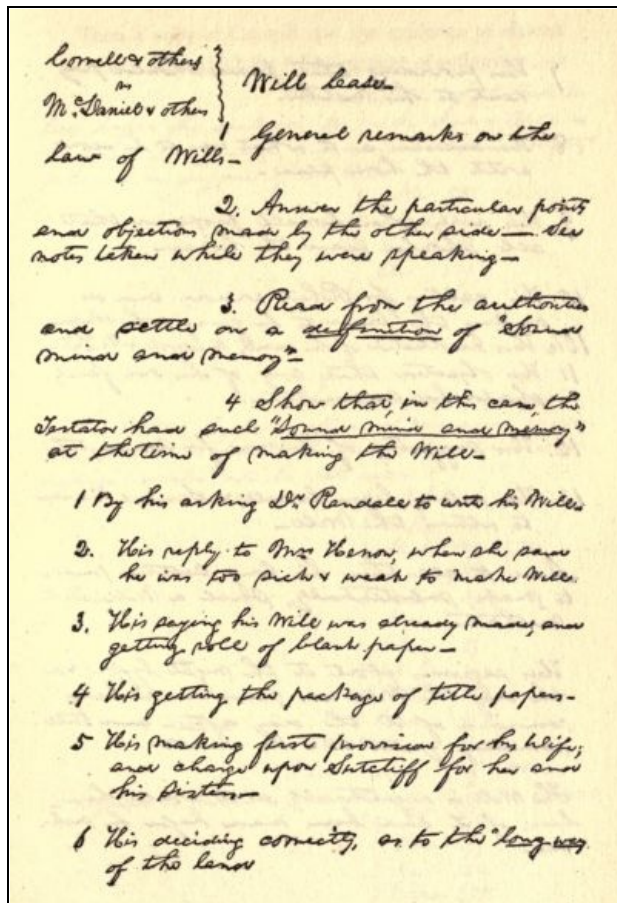 Correll & others
vs
McDaniel & others
Will Case—
1 General remarks on the
law of Wills—
2. Answer the particular points
and objections made by the other side— See
notes taken while they were speaking—
3. Read from the authorities
and settle on a definition of "Sound
mind and memory"—
4 Show that, in this case, the
Testator had such "Sound mind and memory"
at the time of making the Will—
1 By his asking Dr. Randall to write his Will.
2. His reply to Mrs , when she said
he was too sick & weak to make Will.
3. His saying his Will was already made, and
getting roll of blank paper—
4 His getting the package of title papers—
5 His making first provision for his Wife,
and charge upon Sutcliff for her and
his sister—
6 His deciding correctly, as to the "long way
of the land